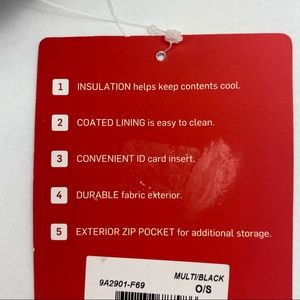 1 INSULATION helps keep contents cool.
2 COATED LINING is easy to clean.
3 CONVENIENT ID card insert.
4 DURABLE fabric exterior.
5 EXTERIOR ZIP POCKET for additional storage.
MULTI/BLACK
9A2901-F69 O/S